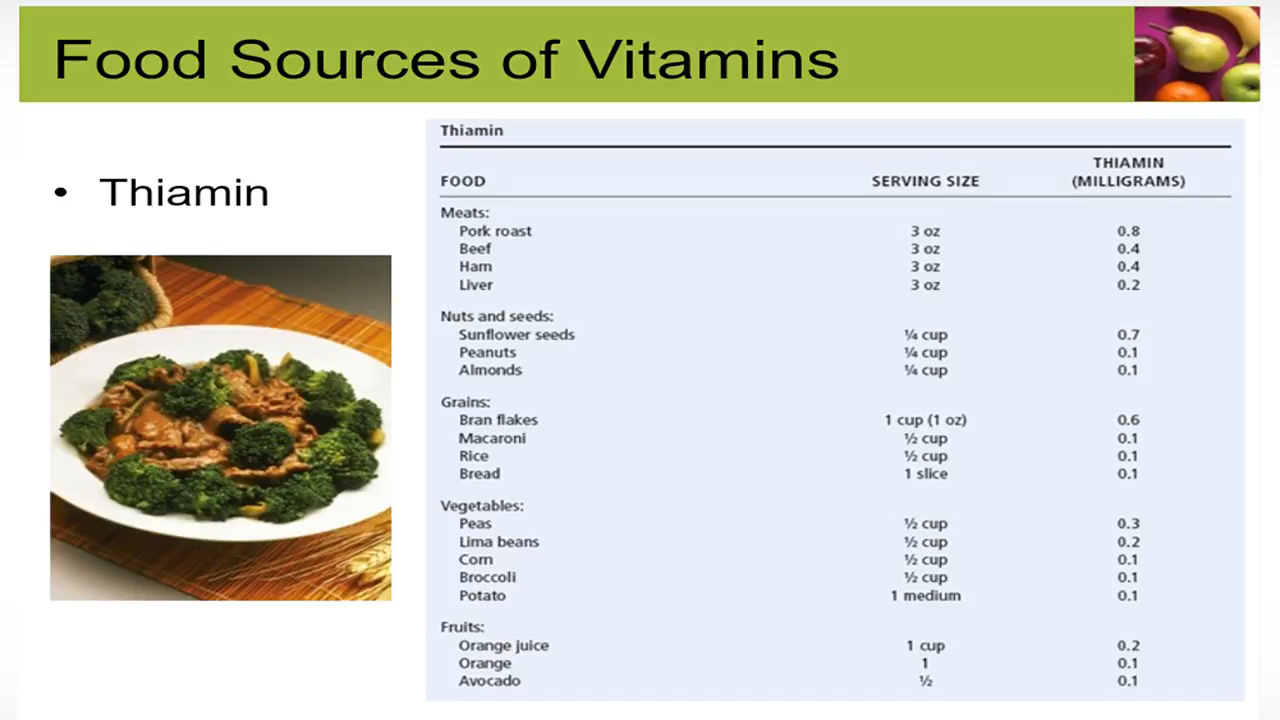 Food Sources of Vitamins
• Thiamin
Thiamin
FOOD SERVING SIZE THIAMIN (MILLIGRAMS)
Meats:
Pork roast 3 oz 0.8
Beef 3 oz 0.4
Ham 3 oz 0.4
Liver 3 oz 0.2
Nuts and seeds:
Sunflower seeds ¼ cup 0.7
Peanuts ¼ cup 0.1
Almonds ¼ cup 0.1
Grains:
Bran flakes 1 cup (1 oz) 0.6
Macaroni ½ cup 0.1
Rice ½ cup 0.1
Bread 1 slice 0.1
Vegetables:
Peas ½ cup 0.3
Lima beans ½ cup 0.2
Corn ½ cup 0.1
Broccoli ½ cup 0.1
Potato 1 medium 0.1
Fruits:
Orange juice 1 cup 0.2
Orange 1 0.1
Avocado ½ 0.1